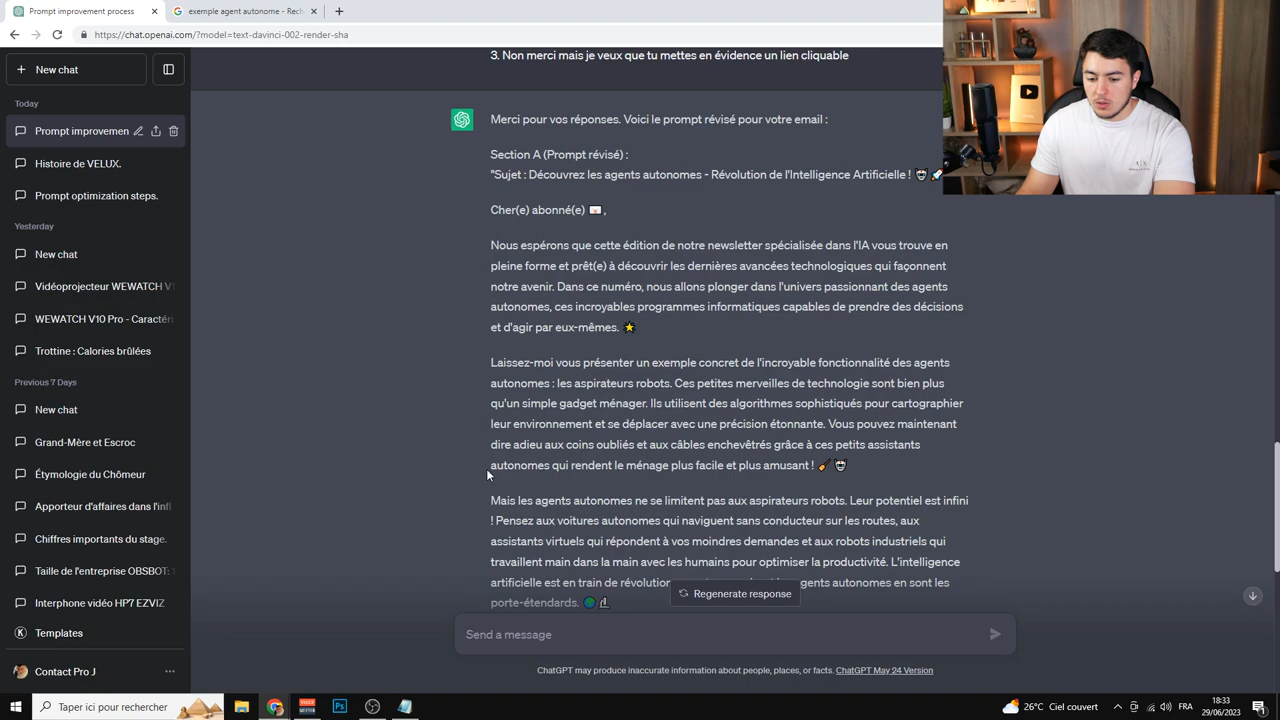 Prompt improvement process
exemple agent autonome - Rech
https://chat.openai.com/?model=text-davinci-002-render-sha
New chat
Today
Prompt improvemen
Histoire de VELUX.
Prompt optimization steps.
Yesterday
New chat
Vidéoprojecteur WEWATCH V1
WEWATCH V10 Pro - Caractéri
Trottine : Calories brûlées
Previous 7 Days
New chat
Grand-Mère et Escroc
Étymologie du Chômeur
Apporteur d'affaires dans l'infl
Chiffres importants du stage.
Taille de l'entreprise OBSBOT:
Interphone vidéo HP7 EZVIZ
Templates
Contact Pro J
3. Non merci mais je veux que tu mettes en évidence un lien cliquable
Merci pour vos réponses. Voici le prompt révisé pour votre email :
Section A (Prompt révisé) :
"Sujet : Découvrez les agents autonomes - Révolution de l'Intelligence Artificielle !
Cher(e) abonné(e) ,
Nous espérons que cette édition de notre newsletter spécialisée dans l'IA vous trouve en
pleine forme et prêt(e) à découvrir les dernières avancées technologiques qui façonnent
notre avenir. Dans ce numéro, nous allons plonger dans l'univers passionnant des agents
autonomes, ces incroyables programmes informatiques capables de prendre des décisions
et d'agir par eux-mêmes.
Laissez-moi vous présenter un exemple concret de l'incroyable fonctionnalité des agents
autonomes : les aspirateurs robots. Ces petites merveilles de technologie sont bien plus
qu'un simple gadget ménager. Ils utilisent des algorithmes sophistiqués pour cartographier
leur environnement et se déplacer avec une précision étonnante. Vous pouvez maintenant
dire adieu aux coins oubliés et aux câbles enchevêtrés grâce à ces petits assistants
autonomes qui rendent le ménage plus facile et plus amusant !
Mais les agents autonomes ne se limitent pas aux aspirateurs robots. Leur potentiel est infini
! Pensez aux voitures autonomes qui naviguent sans conducteur sur les routes, aux
assistants virtuels qui répondent à vos moindres demandes et aux robots industriels qui
travaillent main dans la main avec les humains pour optimiser la productivité. L'intelligence
artificielle est en train de révolution agents autonomes en sont les
porte-étendards.
Regenerate response
Send a message
ChatGPT may produce inaccurate information about people, places, or facts. ChatGPT May 24 Version
Taper ici pour rechercher
26°C Ciel couvert
FRA
18:33
29/06/2023